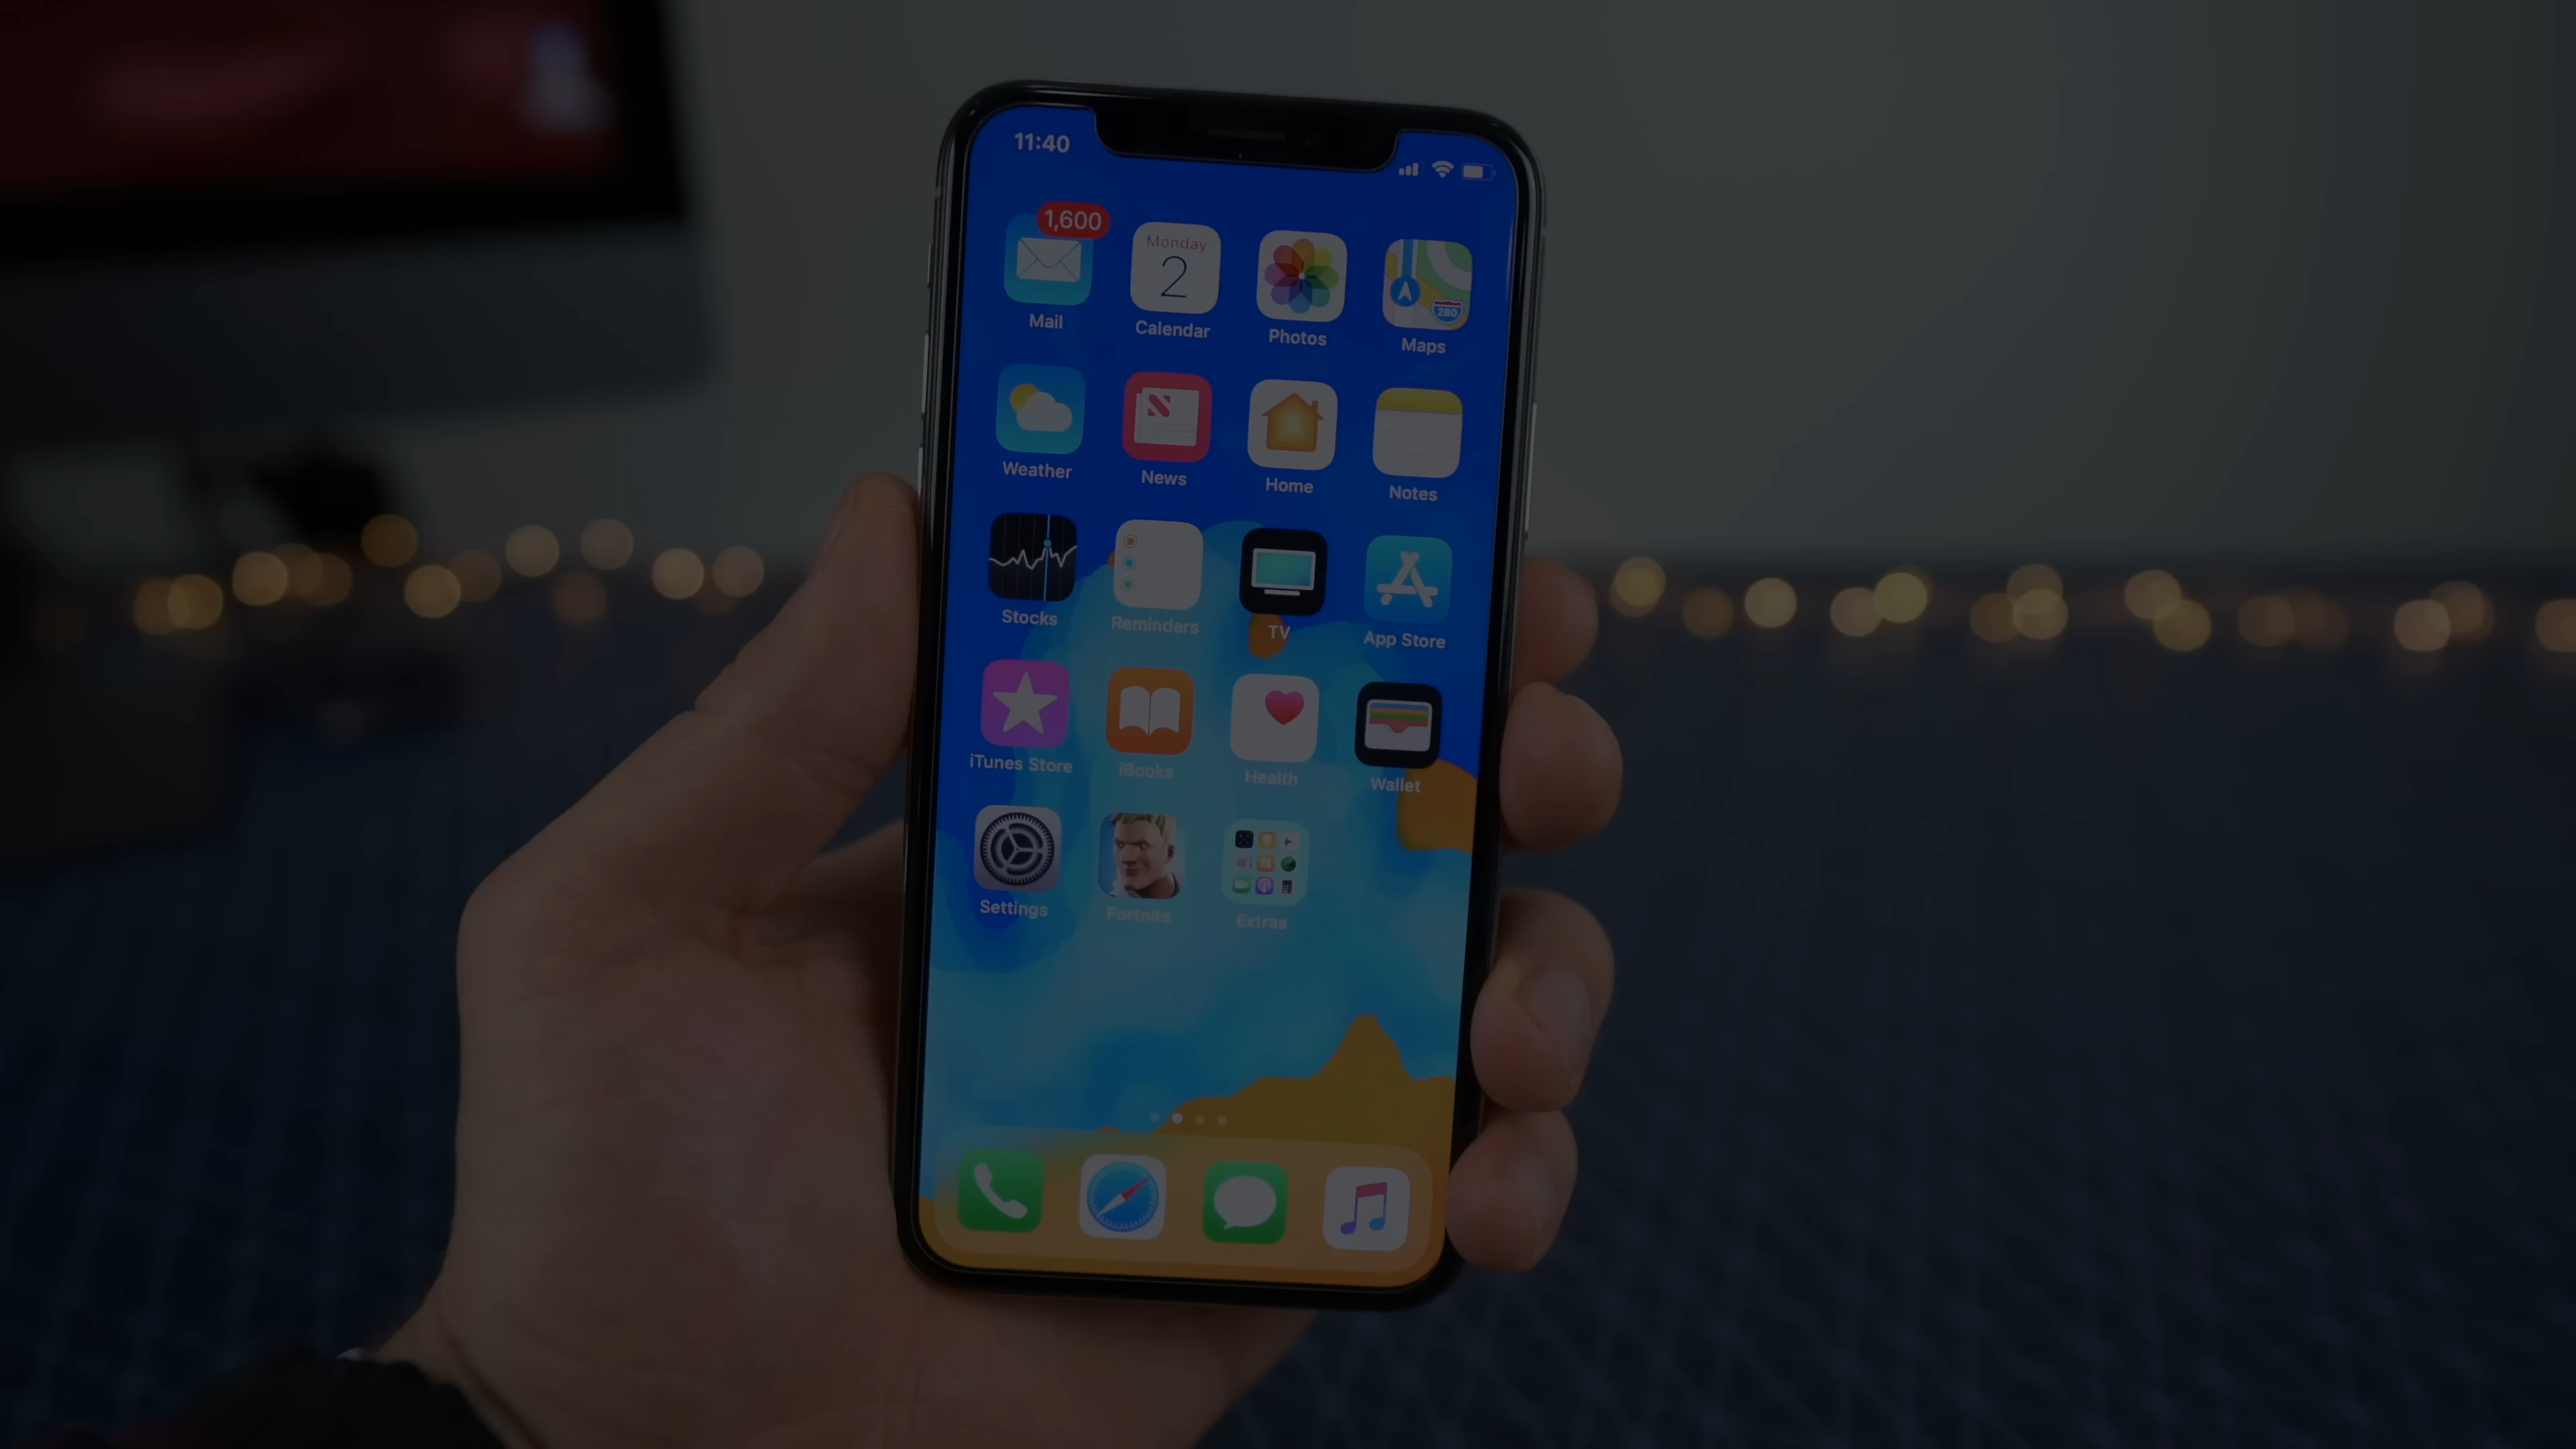 11:40
1,600
Monday
2
280
Mail
Calendar
Photos
Maps
Weather
News
Home
Notes
Stocks
Reminders
TV
App Store
iTunes Store
iBooks
Health
Wallet
Settings
Fortnite
Extras